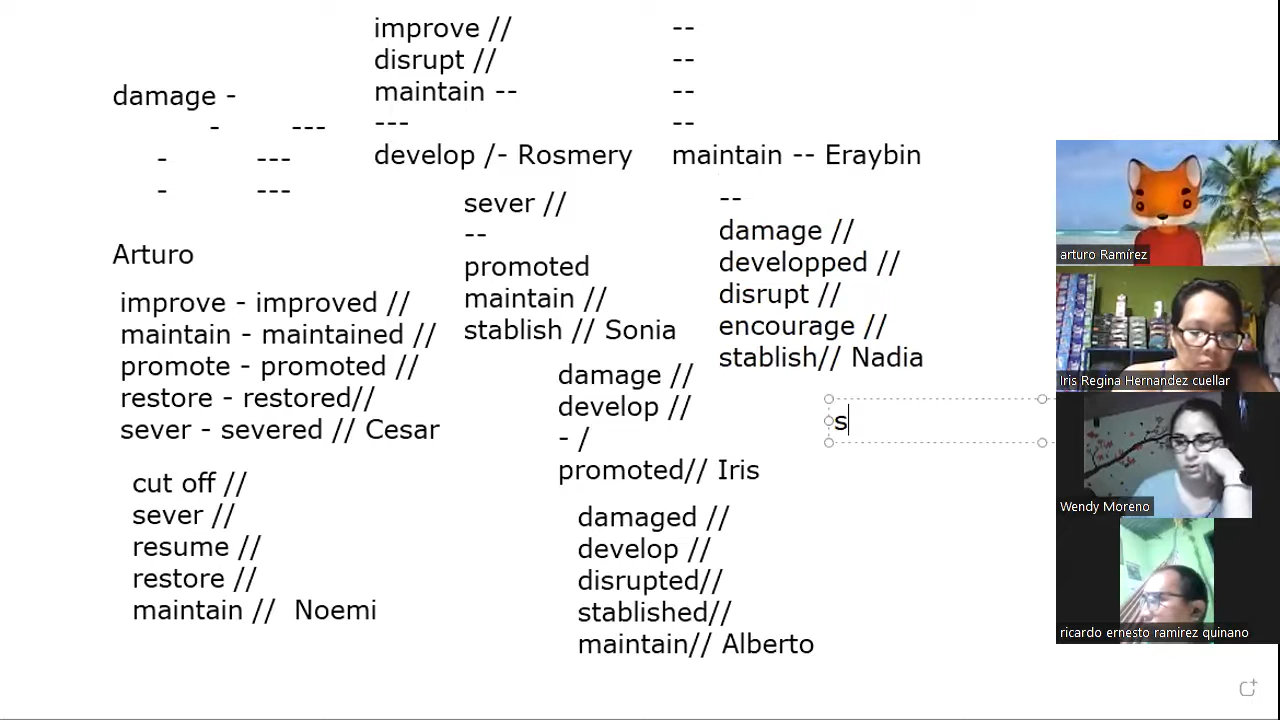 damage -
- ---
- ---
- ---
Arturo
improve //
disrupt //
maintain --
---
develop /- Rosmery
--
--
--
--
maintain -- Eraybin
sever //
--
promoted
maintain //
stablish // Sonia
--
damage //
developped //
disrupt //
encourage //
stablish// Nadia
improve - improved //
maintain - maintained //
promote - promoted //
restore - restored//
sever - severed // Cesar
damage //
develop //
- /
promoted// Iris
s
cut off //
sever //
resume //
restore //
maintain // Noemi
damaged //
develop //
disrupted//
stablished//
maintain// Alberto
arturo Ramírez
Iris Regina Hernandez cuellar
Wendy Moreno
ricardo ernesto ramirez quinano